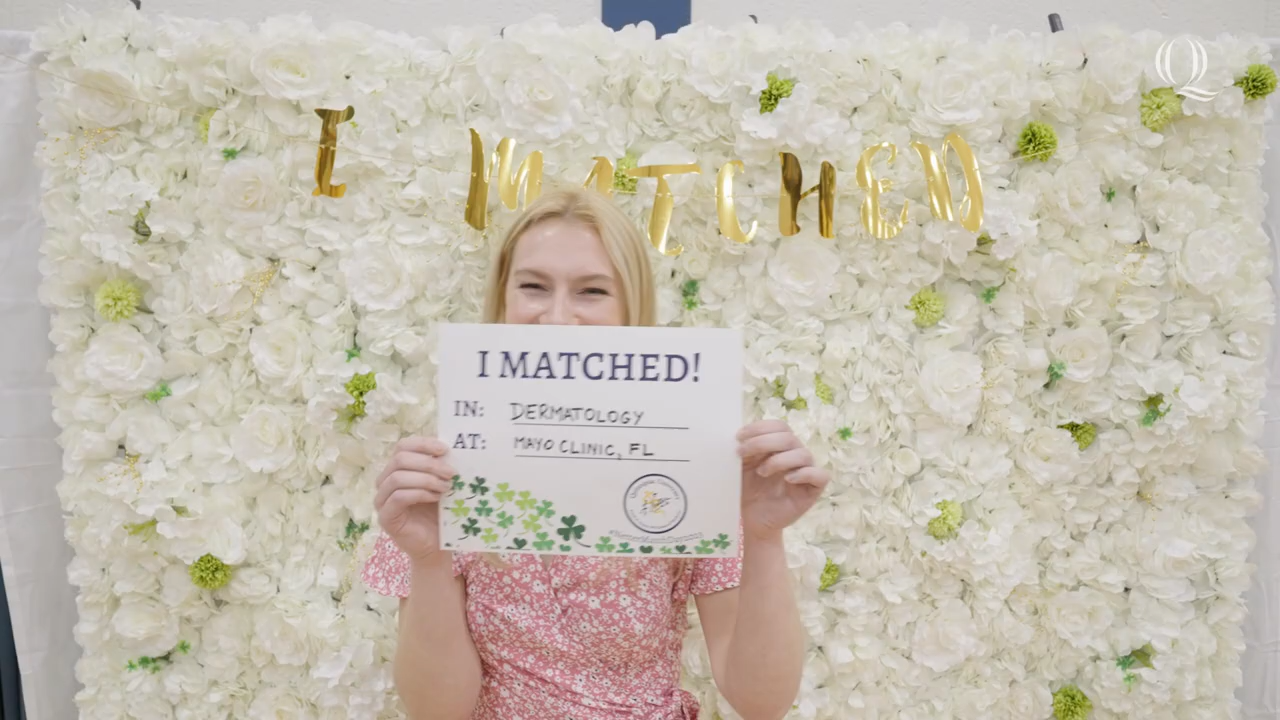 Q
I MATCHED
I MATCHED!
IN: DERMATOLOGY
AT: MAYO CLINIC, FL